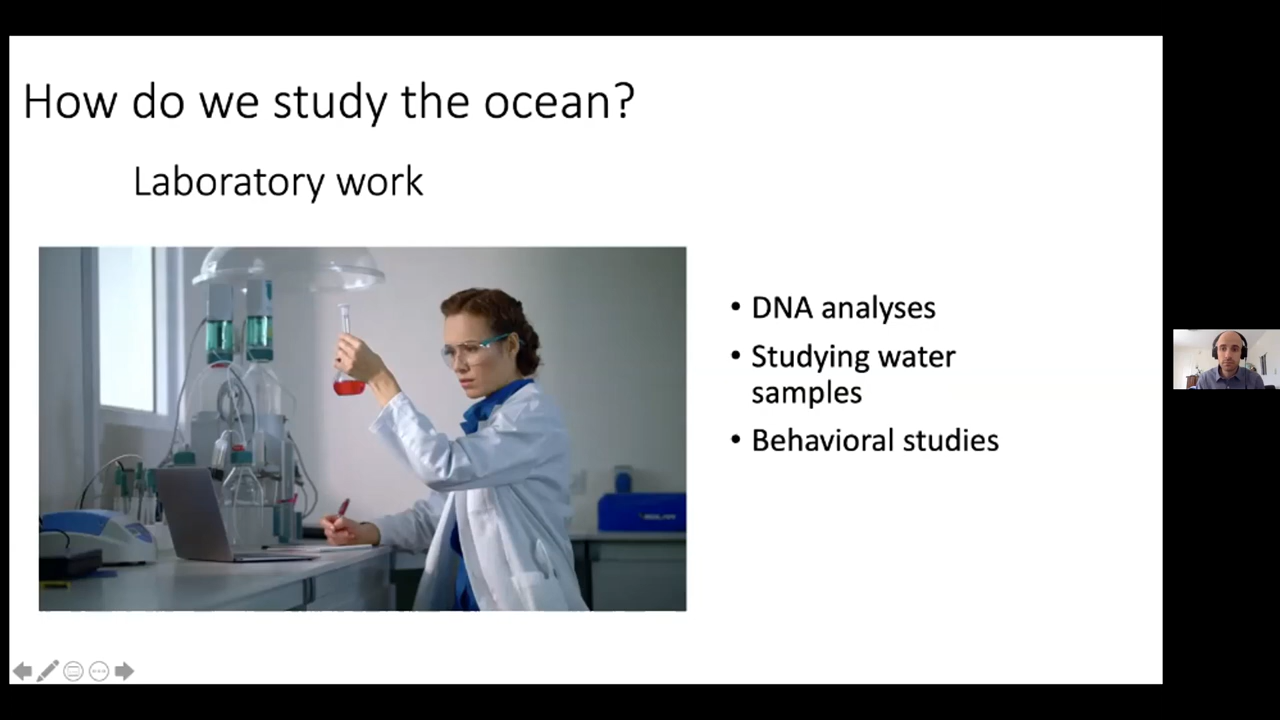 How do we study the ocean?
Laboratory work
• DNA analyses
• Studying water
samples
• Behavioral studies